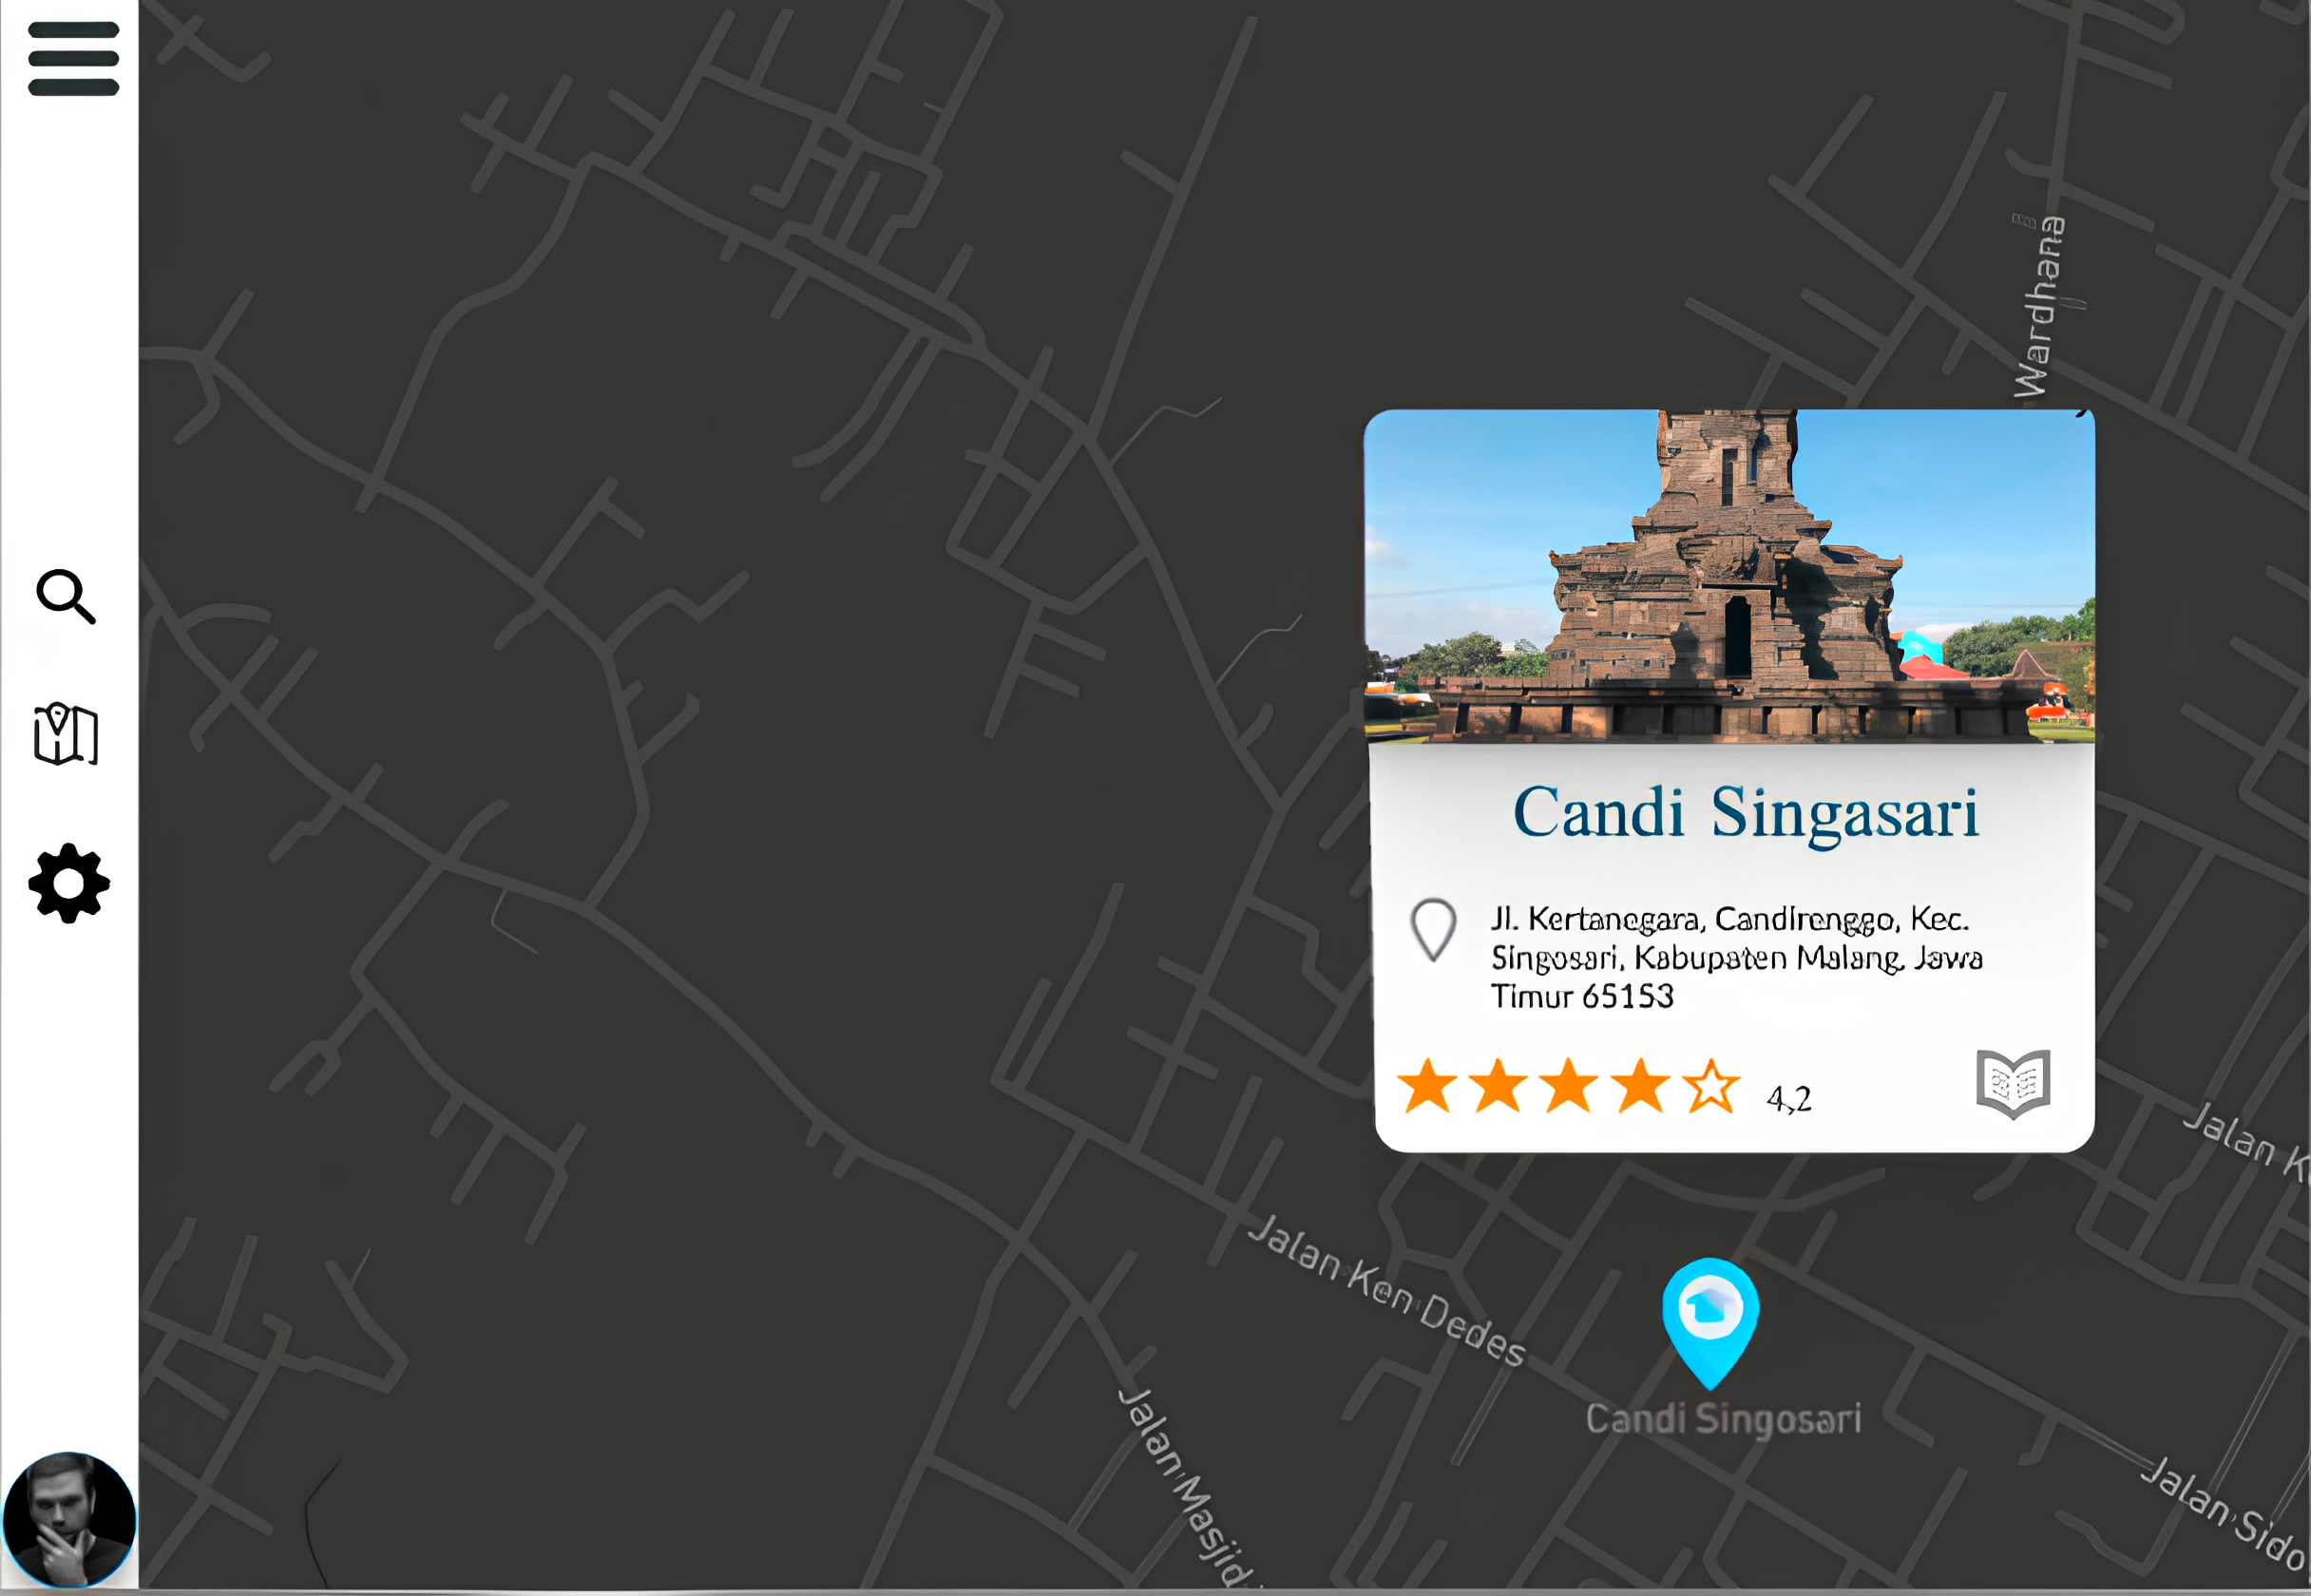 Wardhana
Candi Singasari
Jl. Kertanegara, Candirenggo, Kec.
Singosari, Kabupaten Malang, Jawa
Timur 65153
4,2
Jalan K
Jalan Ken Dedes
Candi Singosari
Jalan Masjid
Jalan Sido